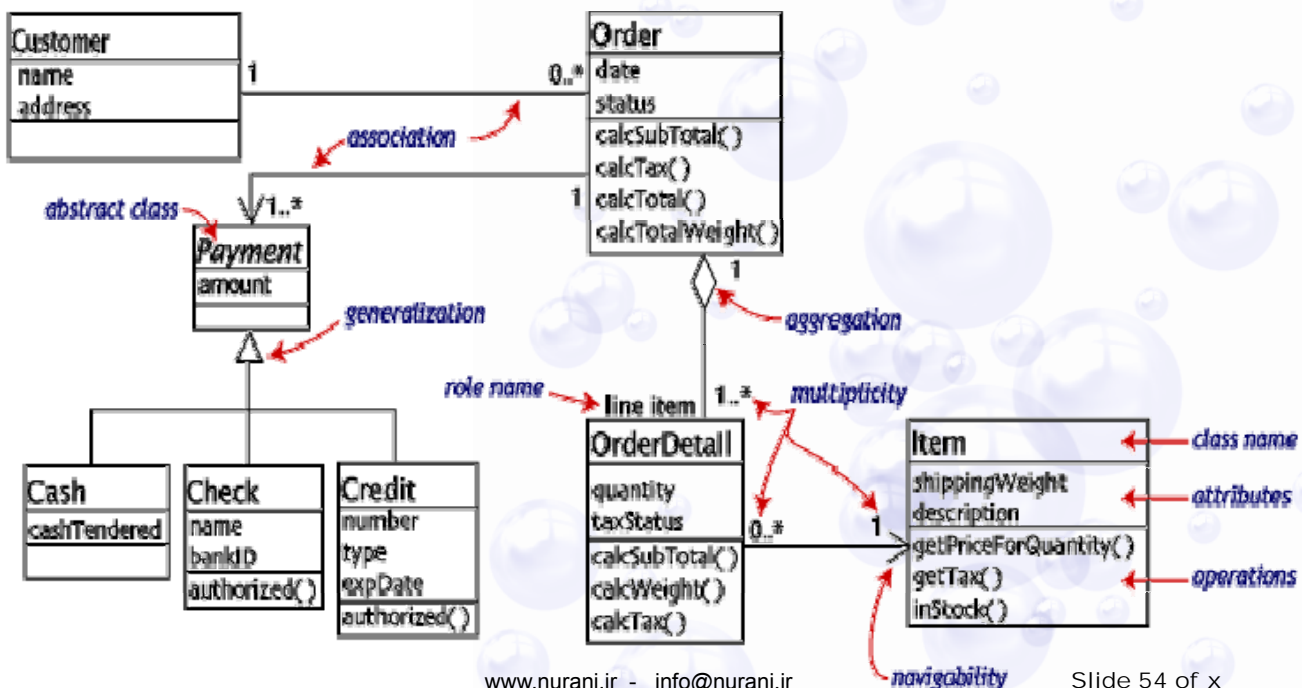 Customer
name
address
1
0..*
Order
date
status
calcSubTotal()
calcTax()
calcTotal()
calcTotalWeight()
association
1
abstract class
1..*
Payment
amount
generalization
1
aggregation
role name
line item
1..*
multiplicity
Cash
cashTendered
Check
name
bankID
authorized()
Credit
number
type
expDate
authorized()
OrderDetail
quantity
taxStatus
calcSubTotal()
calcWeight()
calcTax()
0..*
1
Item
shippingWeight
description
getPriceForQuantity()
getTax()
inStock()
class name
attributes
operations
navigability
www.nurani.ir - info@nurani.ir
Slide 54 of x